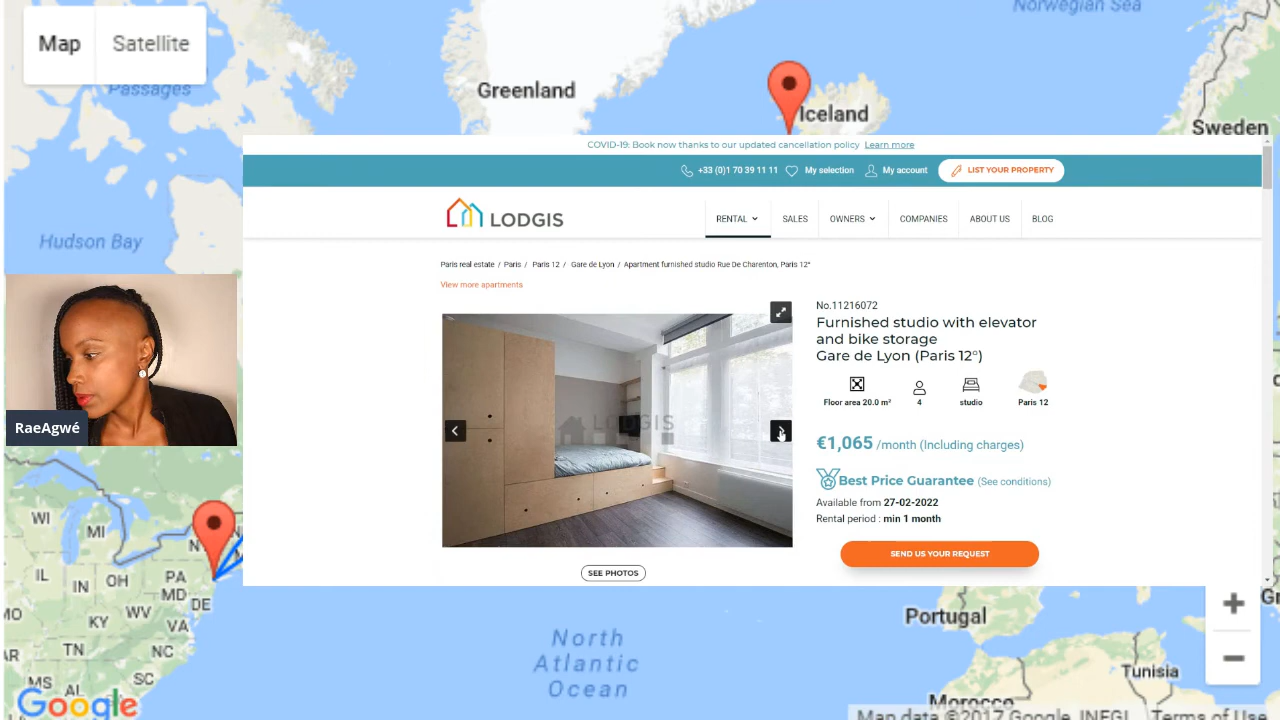 Map
Satellite
Passages
Norwegian Sea
Greenland
Iceland
Sweden
Hudson Bay
COVID-19: Book now thanks to our updated cancellation policy Learn more
+33 (0)1 70 39 11 11 My selection My account LIST YOUR PROPERTY
LODGIS
RENTAL SALES OWNERS COMPANIES ABOUT US BLOG
Paris real estate / Paris / Paris 12 / Gare de Lyon / Apartment furnished studio Rue De Charenton, Paris 12°
View more apartments
No.11216072
Furnished studio with elevator
and bike storage
Gare de Lyon (Paris 12°)
Floor area 20.0 m² 4 studio Paris 12
LODGIS
€1,065 /month (Including charges)
Best Price Guarantee (See conditions)
Available from 27-02-2022
Rental period : min 1 month
SEND US YOUR REQUEST
SEE PHOTOS
RaeAgwé
WI
MI
IL
IN
OH
PA
MD
DE
KY
WV
VA
TN
NC
MS
AL
SC
North
Atlantic
Ocean
Portugal
Tunisia
Morocco
Google
Map data ©2017 Google, INEGI
Terms of Use